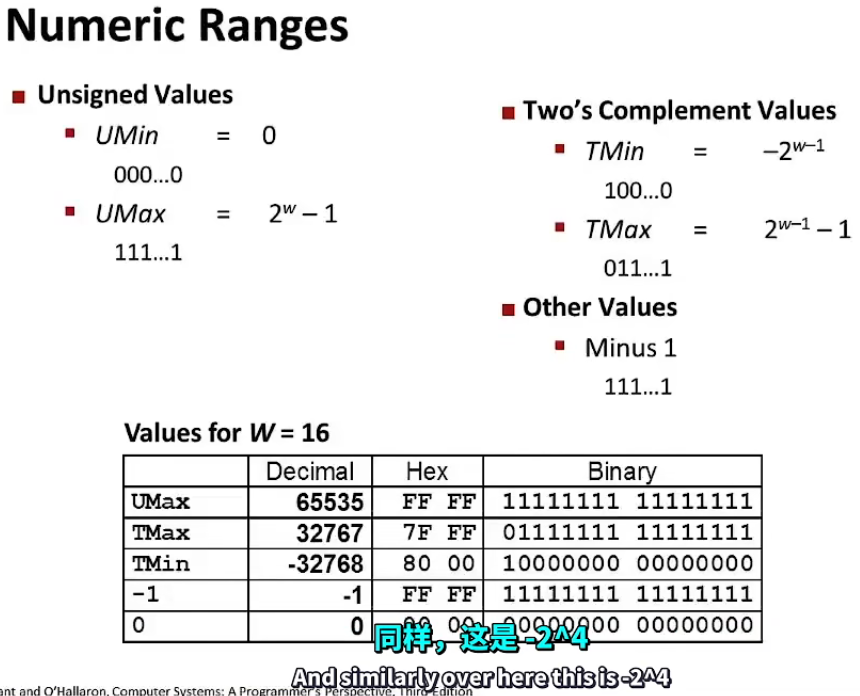 Numeric Ranges
■ Unsigned Values
■ UMin = 0
000…0
■ UMax = 2^w – 1
111…1
■ Two's Complement Values
■ TMin = –2^w–1
100…0
■ TMax = 2^w–1 – 1
011…1
■ Other Values
■ Minus 1
111…1
Values for W = 16
Decimal Hex Binary
UMax 65535 FF FF 11111111 11111111
TMax 32767 7F FF 01111111 11111111
TMin -32768 80 00 10000000 00000000
-1 -1 FF FF 11111111 11111111
0 0 00 00 00000000 00000000
同样，这是 -2^4
And similarly over here this is -2^4
ant and O'Hallaron, Computer Systems: A Programmer's Perspective, Third Edition